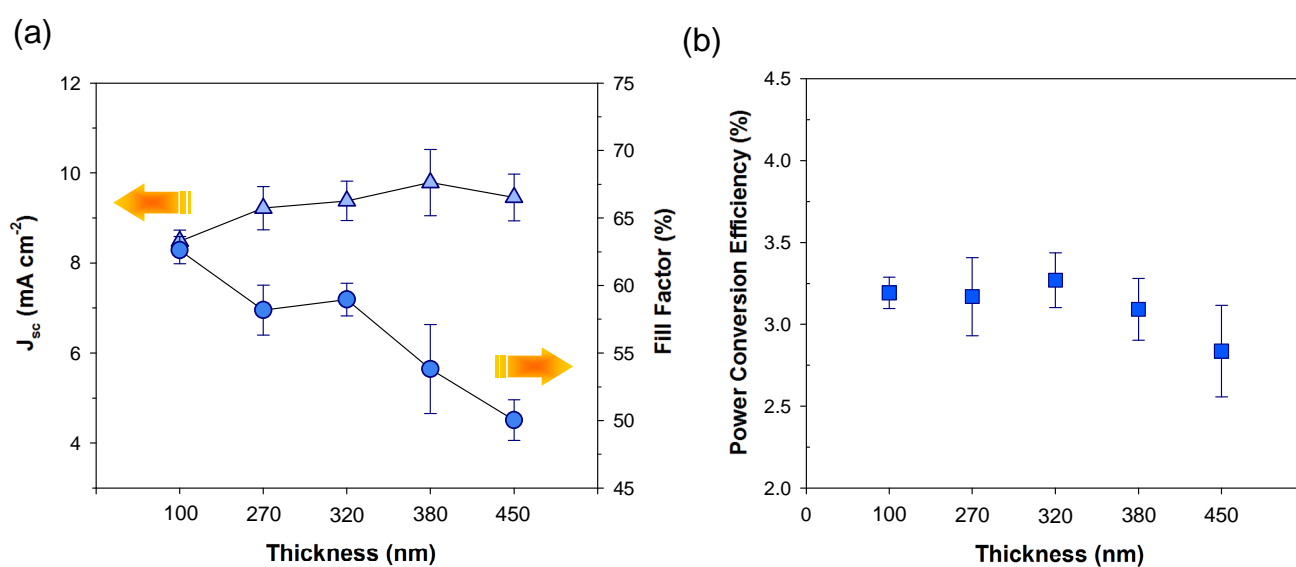 (a)
(b)
12
10
8
6
4
J_sc (mA cm^-2)
75
70
65
60
55
50
45
Fill Factor (%)
100 270 320 380 450
Thickness (nm)
4.5
4.0
3.5
3.0
2.5
2.0
Power Conversion Efficiency (%)
0 100 270 320 380 450
Thickness (nm)